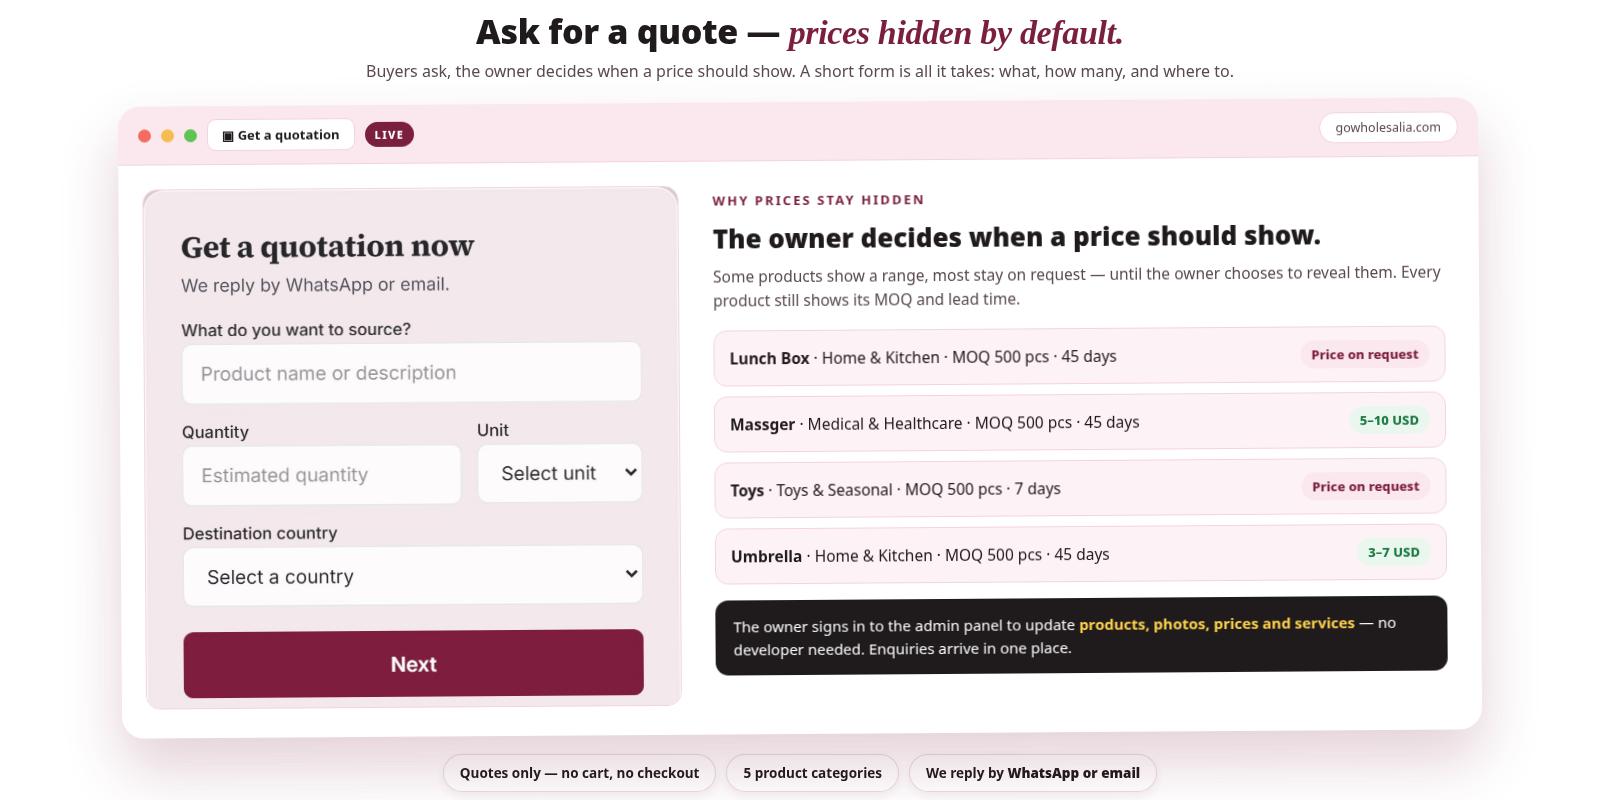 Ask for a quote — prices hidden by default.
Buyers ask, the owner decides when a price should show. A short form is all it takes: what, how many, and where to.
▣ Get a quotation
LIVE
gowholesalia.com
Get a quotation now
We reply by WhatsApp or email.
What do you want to source?
Product name or description
Quantity
Unit
Estimated quantity
Select unit
Destination country
Select a country
Next
WHY PRICES STAY HIDDEN
The owner decides when a price should show.
Some products show a range, most stay on request — until the owner chooses to reveal them. Every
product still shows its MOQ and lead time.
Lunch Box · Home & Kitchen · MOQ 500 pcs · 45 days
Price on request
Massger · Medical & Healthcare · MOQ 500 pcs · 45 days
5–10 USD
Toys · Toys & Seasonal · MOQ 500 pcs · 7 days
Price on request
Umbrella · Home & Kitchen · MOQ 500 pcs · 45 days
3–7 USD
The owner signs in to the admin panel to update products, photos, prices and services — no
developer needed. Enquiries arrive in one place.
Quotes only — no cart, no checkout
5 product categories
We reply by WhatsApp or email